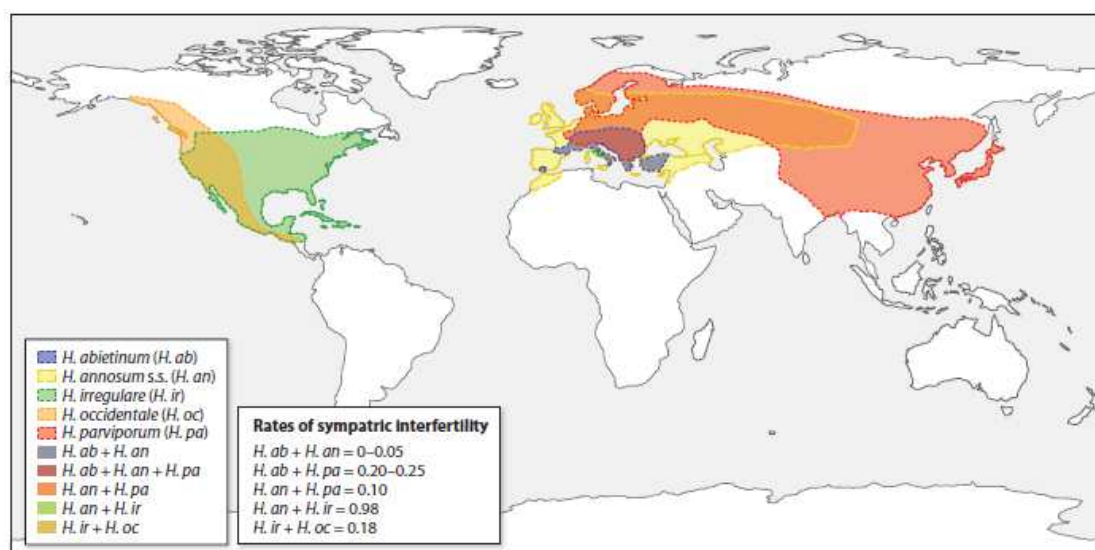 H. abietinum (H. ab)
H. annosum s.s. (H. an)
H. irregulare (H. ir)
H. occidentale (H. oc)
H. parviporum (H. pa)
H. ab + H. an
H. ab + H. an + H. pa
H. an + H. pa
H. an + H. ir
H. ir + H. oc
Rates of sympatric interfertility
H. ab + H. an = 0–0.05
H. ab + H. pa = 0.20–0.25
H. an + H. pa = 0.10
H. an + H. ir = 0.98
H. ir + H. oc = 0.18